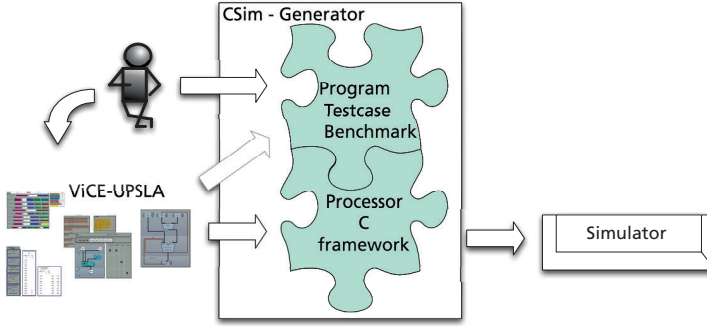 CSim - Generator
Program
Testcase
Benchmark
ViCE-UPSLA
Processor
C
framework
Simulator